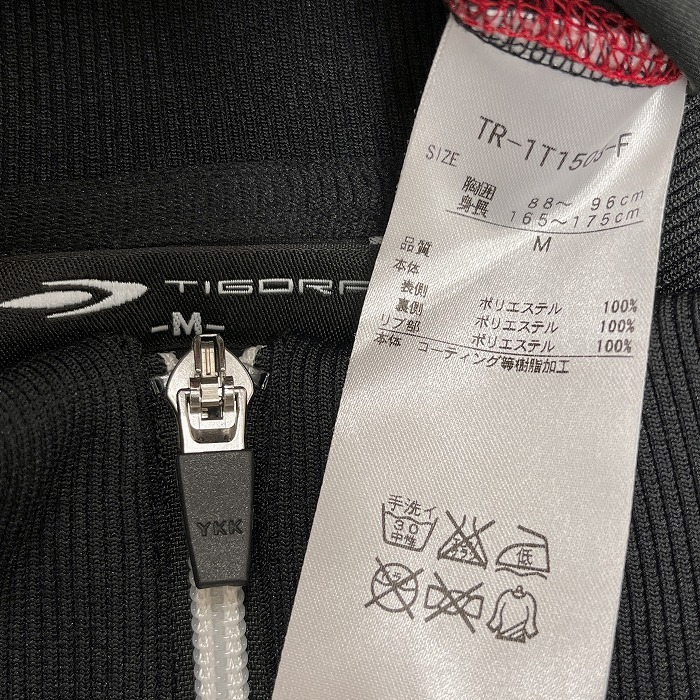 TIGORA
-M-
YKK
TR-1T1503-F
SIZE
胸囲 88～ 96cm
身長 165～175cm
M
品質
本体
表側 ポリエステル 100%
裏側 ポリエステル 100%
リブ部 ポリエステル 100%
本体 コーティング等樹脂加工
手洗イ
30
中性
低